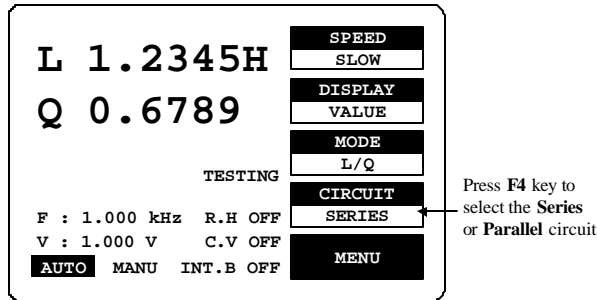 L 1.2345H
Q 0.6789
TESTING
F : 1.000 kHz R.H OFF
V : 1.000 V C.V OFF
AUTO MANU INT.B OFF
SPEED
SLOW
DISPLAY
VALUE
MODE
L/Q
CIRCUIT
SERIES
MENU
Press F4 key to
select the Series
or Parallel circuit